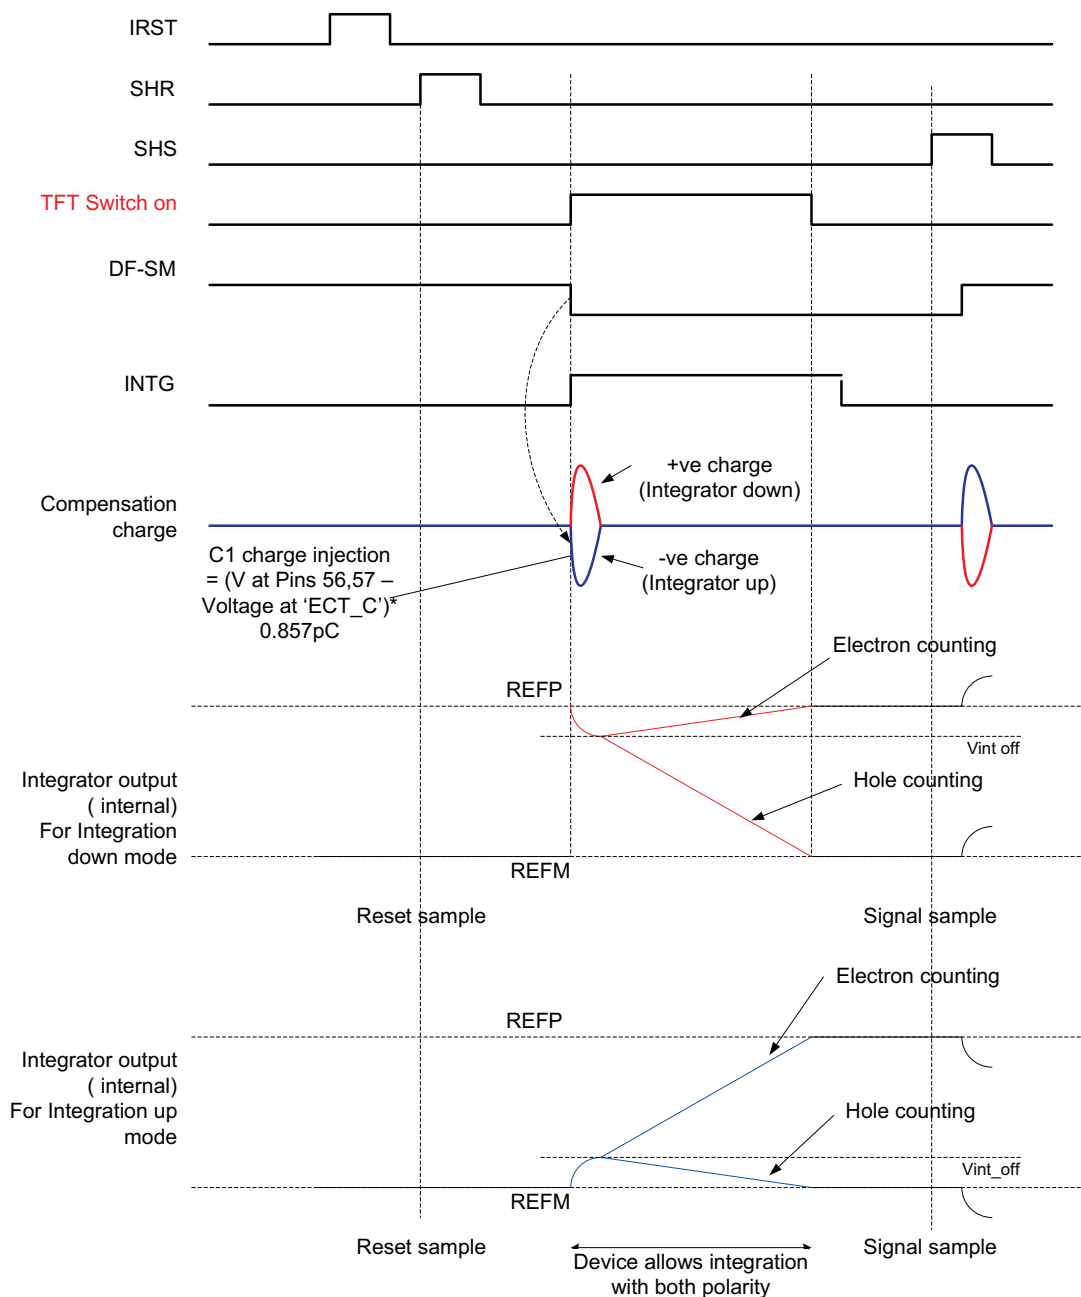 IRST
SHR
SHS
TFT Switch on
DF-SM
INTG
+ve charge
(Integrator down)
Compensation
charge
C1 charge injection
= (V at Pins 56,57 –
Voltage at ‘ECT_C’)*
0.857pC
-ve charge
(Integrator up)
Electron counting
REFP
Vint off
Integrator output
( internal)
For Integration
down mode
Hole counting
REFM
Reset sample
Signal sample
Electron counting
REFP
Integrator output
( internal)
For Integration up
mode
Hole counting
Vint_off
REFM
Reset sample
Signal sample
Device allows integration
with both polarity